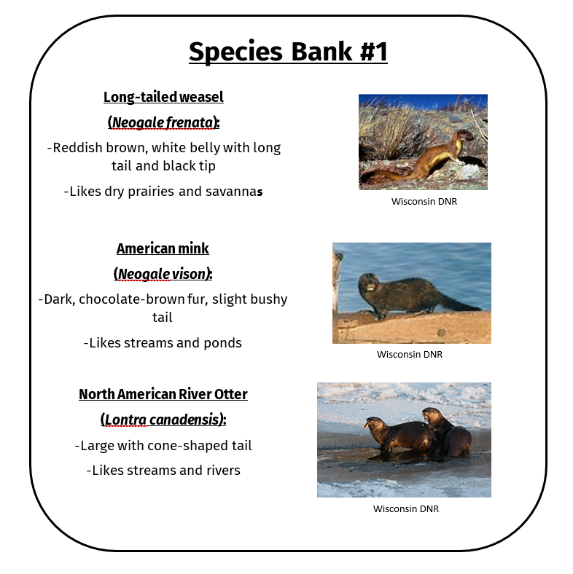 Species Bank #1
Long-tailed weasel
(Neogale frenata):
-Reddish brown, white belly with long
tail and black tip
-Likes dry prairies and savannas
Wisconsin DNR
American mink
(Neogale vison):
-Dark, chocolate-brown fur, slight bushy
tail
-Likes streams and ponds
Wisconsin DNR
North American River Otter
(Lontra canadensis):
-Large with cone-shaped tail
-Likes streams and rivers
Wisconsin DNR